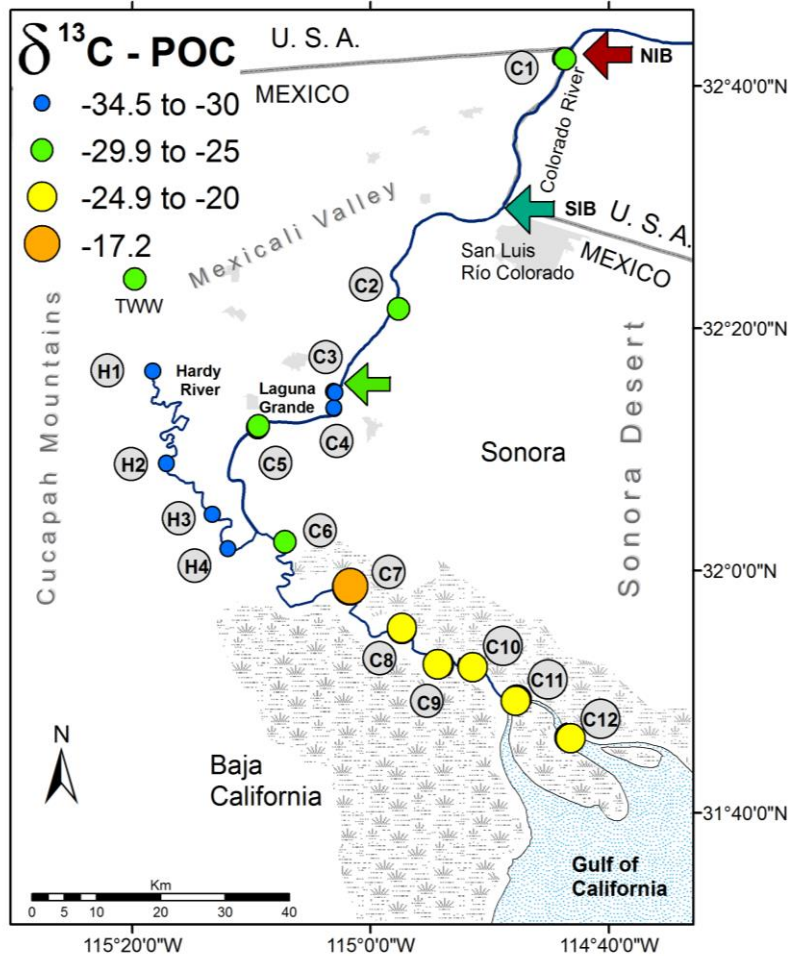 δ ¹³C - POC
-34.5 to -30
-29.9 to -25
-24.9 to -20
-17.2
U. S. A.
MEXICO
C1
NIB
32°40'0"N
Colorado River
SIB
U. S. A.
MEXICO
San Luis
Río Colorado
Mexicali Valley
TWW
C2
32°20'0"N
Cucapah Mountains
H1
Hardy
River
C3
Laguna
Grande
C4
H2
C5
Sonora
Sonora Desert
H3
H4
C6
C7
32°0'0"N
C8
C9
C10
C11
C12
N
Baja
California
31°40'0"N
Gulf of
California
Km
0 5 10 20 30 40
115°20'0"W
115°0'0"W
114°40'0"W